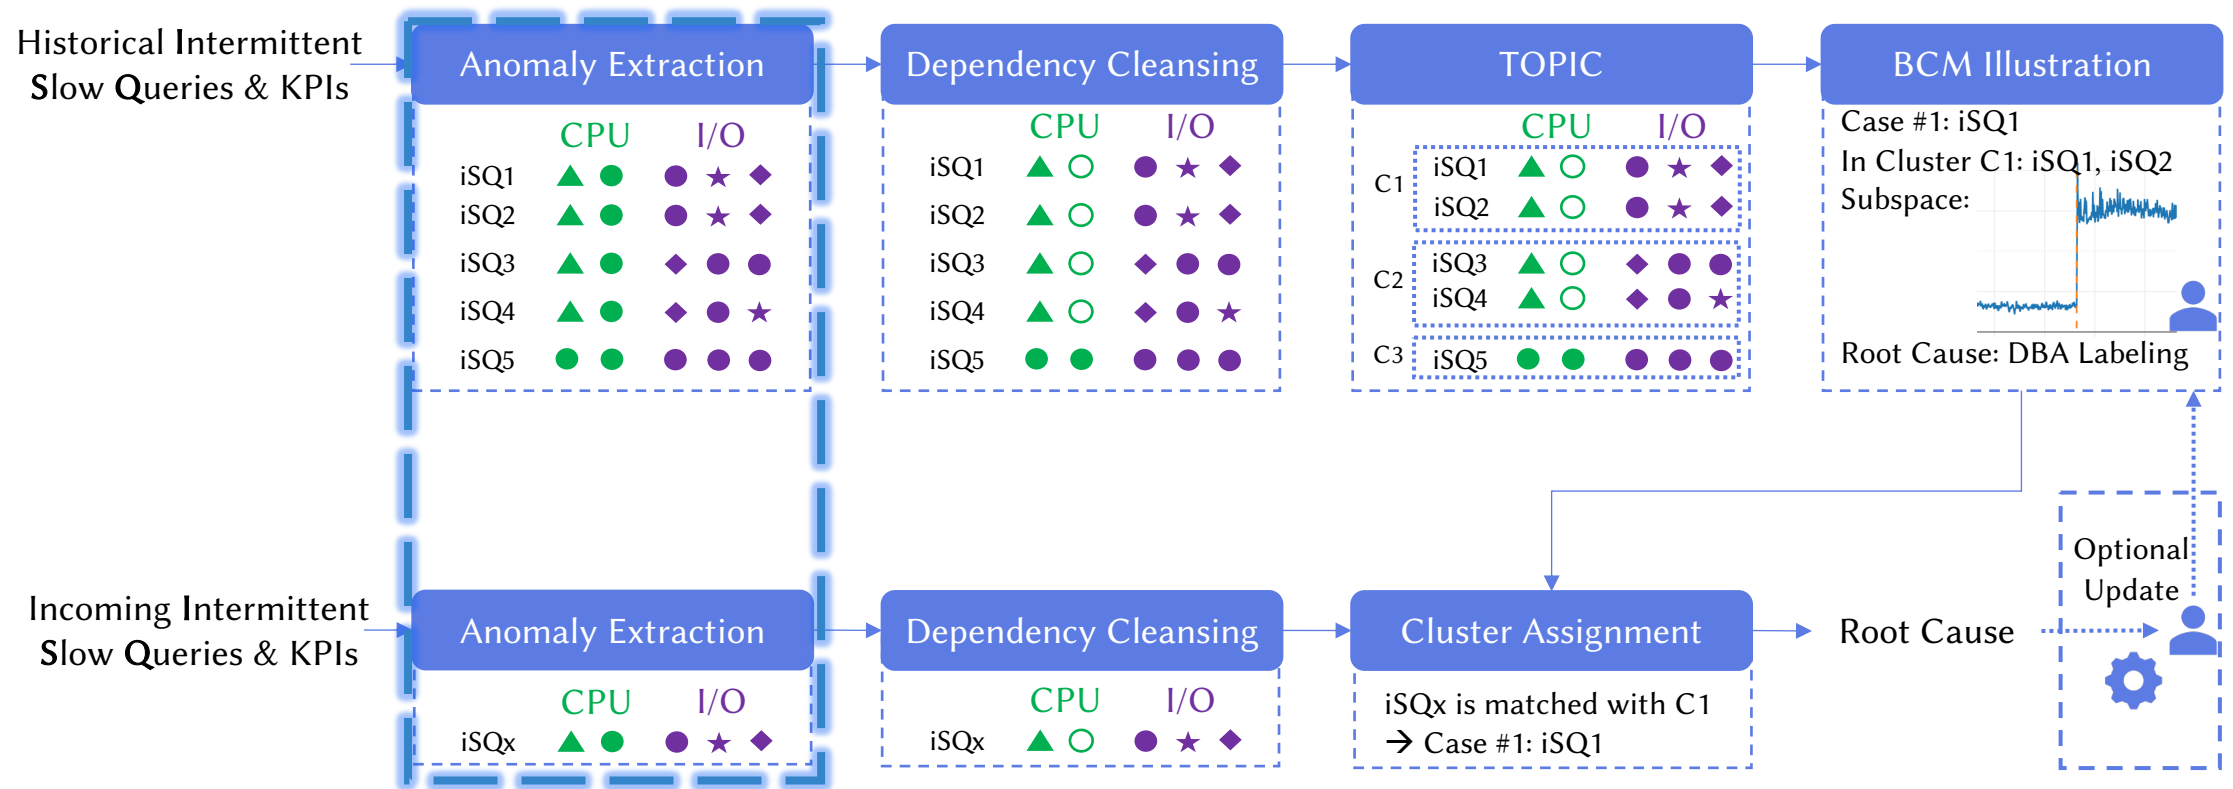 Historical Intermittent
Slow Queries & KPIs
Anomaly Extraction
CPU I/O
iSQ1
iSQ2
iSQ3
iSQ4
iSQ5
Dependency Cleansing
CPU I/O
iSQ1
iSQ2
iSQ3
iSQ4
iSQ5
TOPIC
CPU I/O
C1
iSQ1
iSQ2
C2
iSQ3
iSQ4
C3
iSQ5
BCM Illustration
Case #1: iSQ1
In Cluster C1: iSQ1, iSQ2
Subspace:
Root Cause: DBA Labeling
Incoming Intermittent
Slow Queries & KPIs
Anomaly Extraction
CPU I/O
iSQx
Dependency Cleansing
CPU I/O
iSQx
Cluster Assignment
iSQx is matched with C1
→ Case #1: iSQ1
Root Cause
Optional
Update